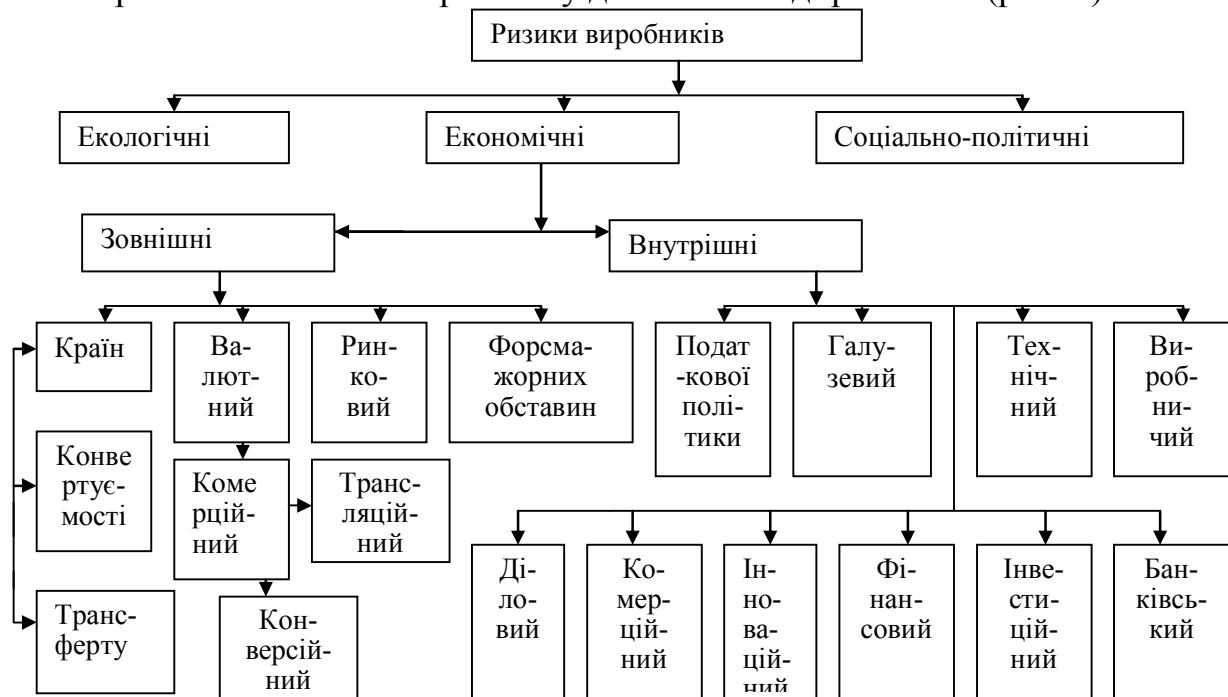 Ризики виробників
Екологічні
Економічні
Соціально-політичні
Зовнішні
Внутрішні
Країн
Ва-
лют-
ний
Рин-
ко-
вий
Форсма-
жорних
обставин
Подат
-кової
полі-
тики
Галу-
зевий
Тех-
ніч-
ний
Ви-
роб-
ни-
чий
Конве
ртує-
мості
Коме
рцій-
ний
Транс-
ляцій-
ний
Транс-
ферту
Кон-
версій-
ний
Ді-
ло-
вий
Ко-
мер-
цій-
ний
Ін-
но-
ва-
цій-
ний
Фі-
нан-
совий
Інве-
сти-
цій-
ний
Бан-
ківсь-
кий